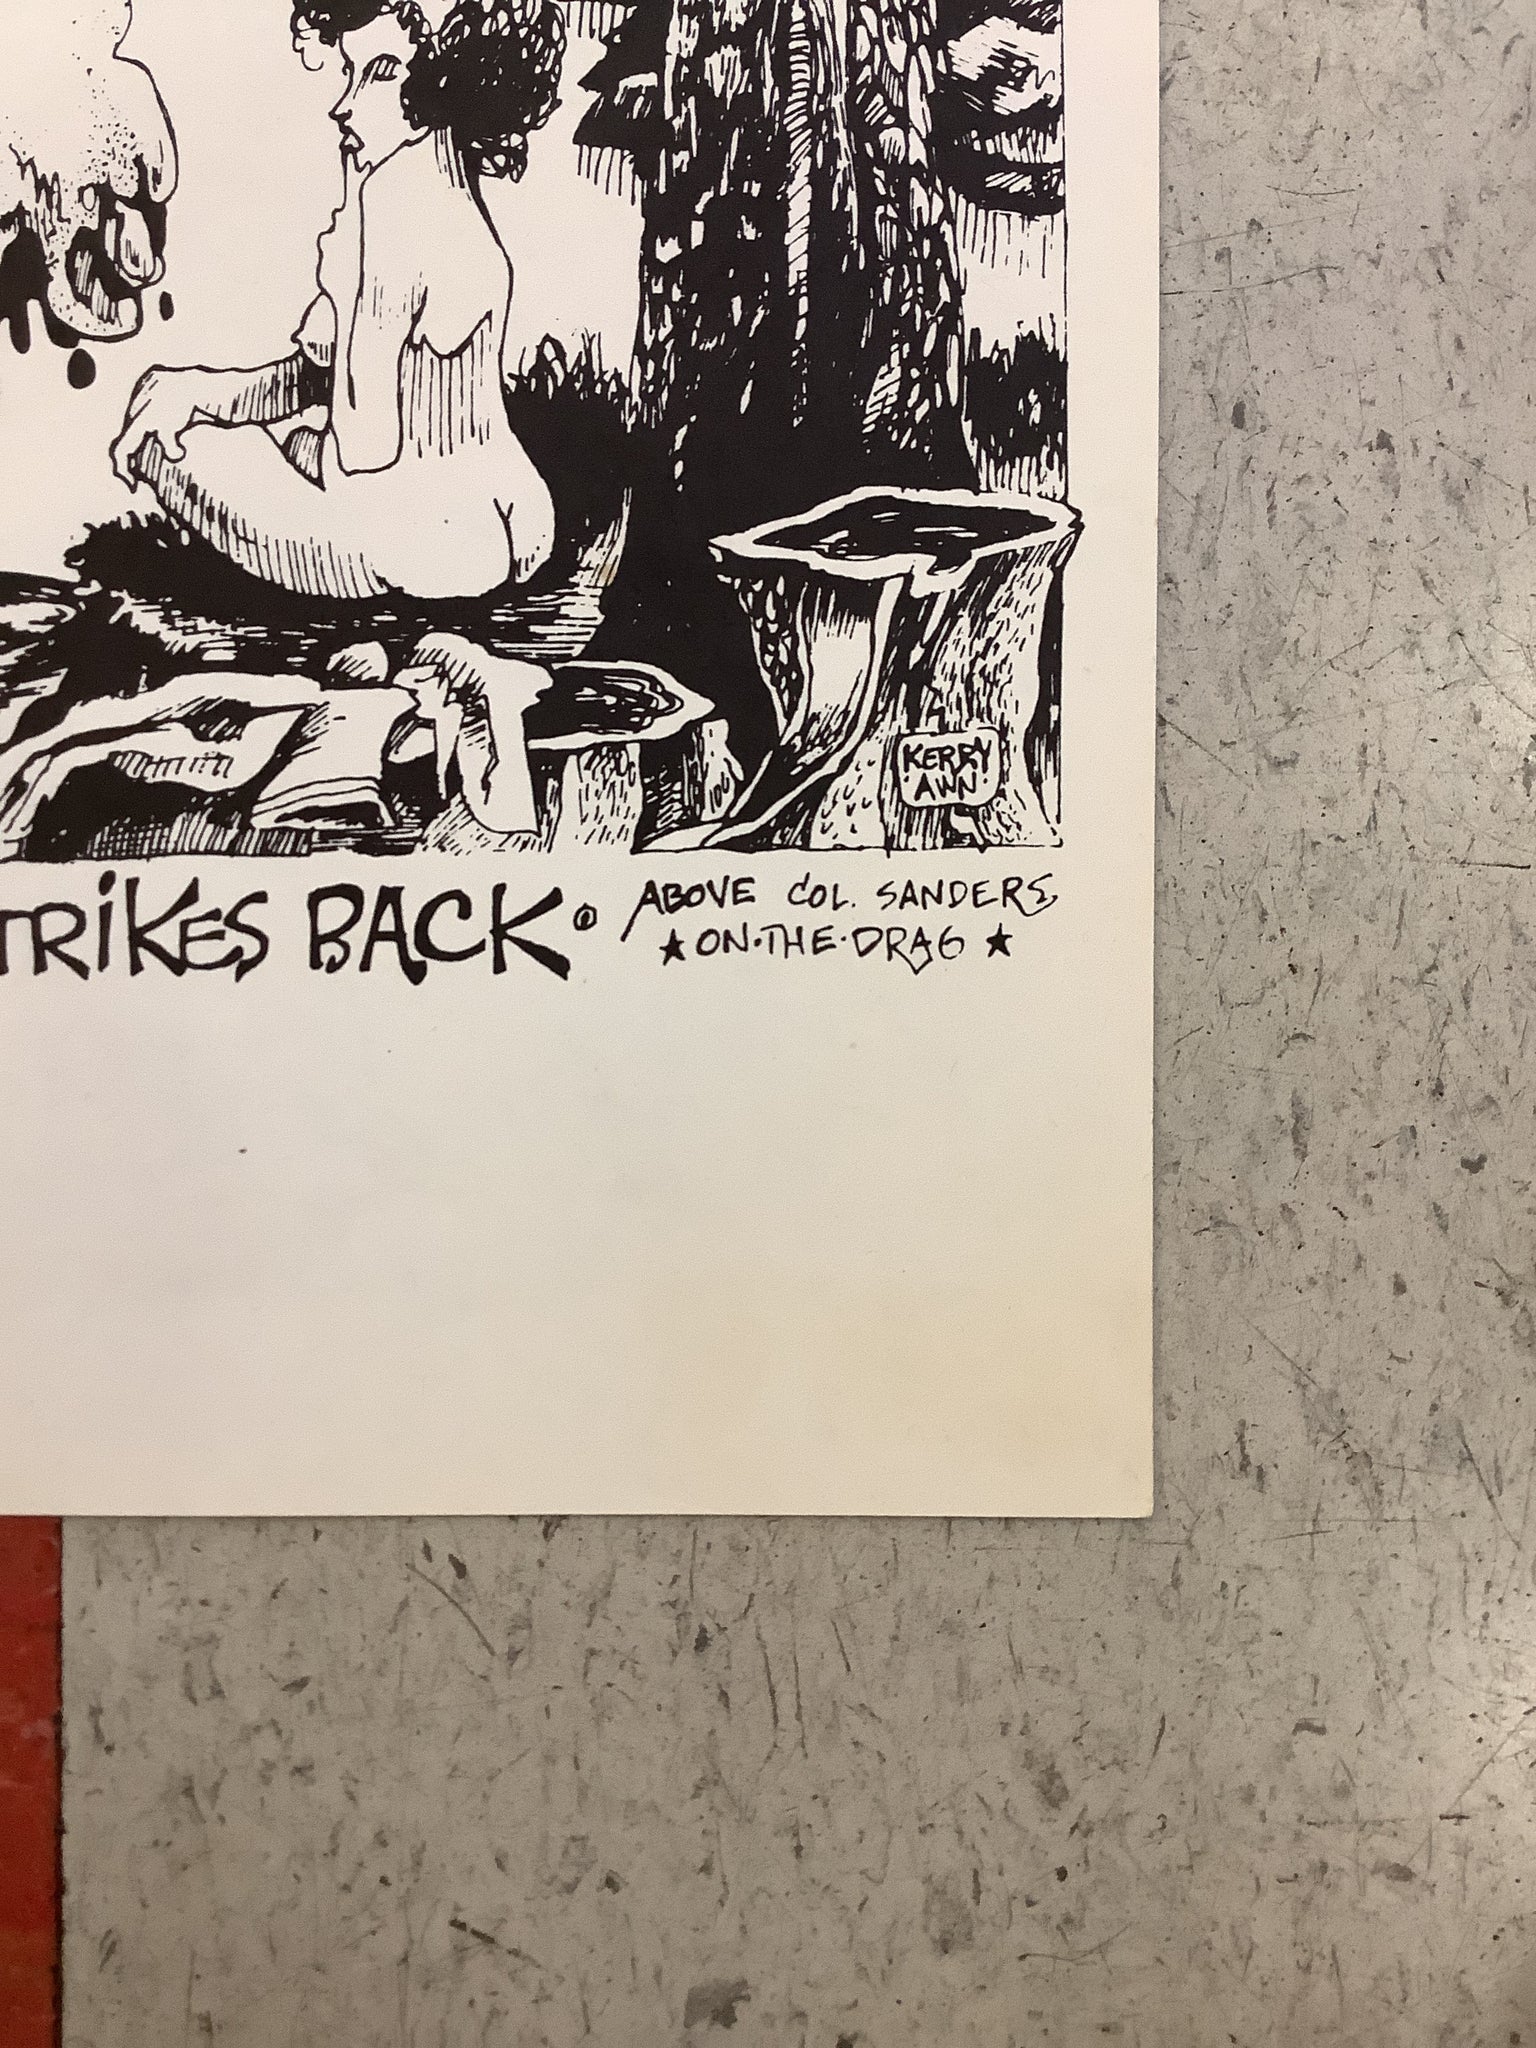 KERRY
AWN
TRiKES BACK • ABOVE COL. SANDERS
★ ON·THE·DRAG ★